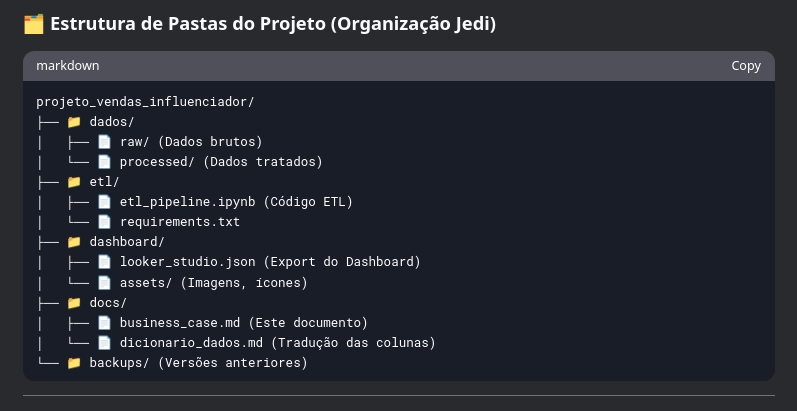 🗂️ Estrutura de Pastas do Projeto (Organização Jedi)
markdown
Copy
projeto_vendas_influenciador/
├── 📁 dados/
│   ├── 📄 raw/ (Dados brutos)
│   └── 📄 processed/ (Dados tratados)
├── 📁 etl/
│   ├── 📄 etl_pipeline.ipynb (Código ETL)
│   └── 📄 requirements.txt
├── 📁 dashboard/
│   ├── 📄 looker_studio.json (Export do Dashboard)
│   └── 📄 assets/ (Imagens, ícones)
├── 📁 docs/
│   ├── 📄 business_case.md (Este documento)
│   └── 📄 dicionario_dados.md (Tradução das colunas)
└── 📁 backups/ (Versões anteriores)